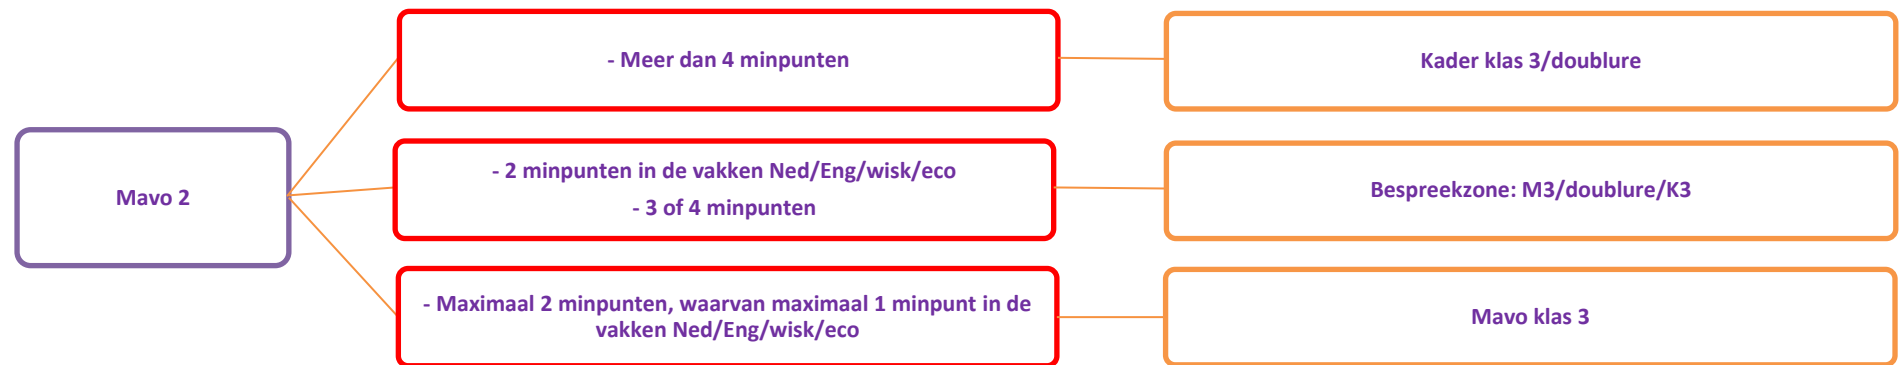 - Meer dan 4 minpunten
Kader klas 3/doublure
Mavo 2
- 2 minpunten in de vakken Ned/Eng/wisk/eco
- 3 of 4 minpunten
Bespreekzone: M3/doublure/K3
- Maximaal 2 minpunten, waarvan maximaal 1 minpunt in de
vakken Ned/Eng/wisk/eco
Mavo klas 3